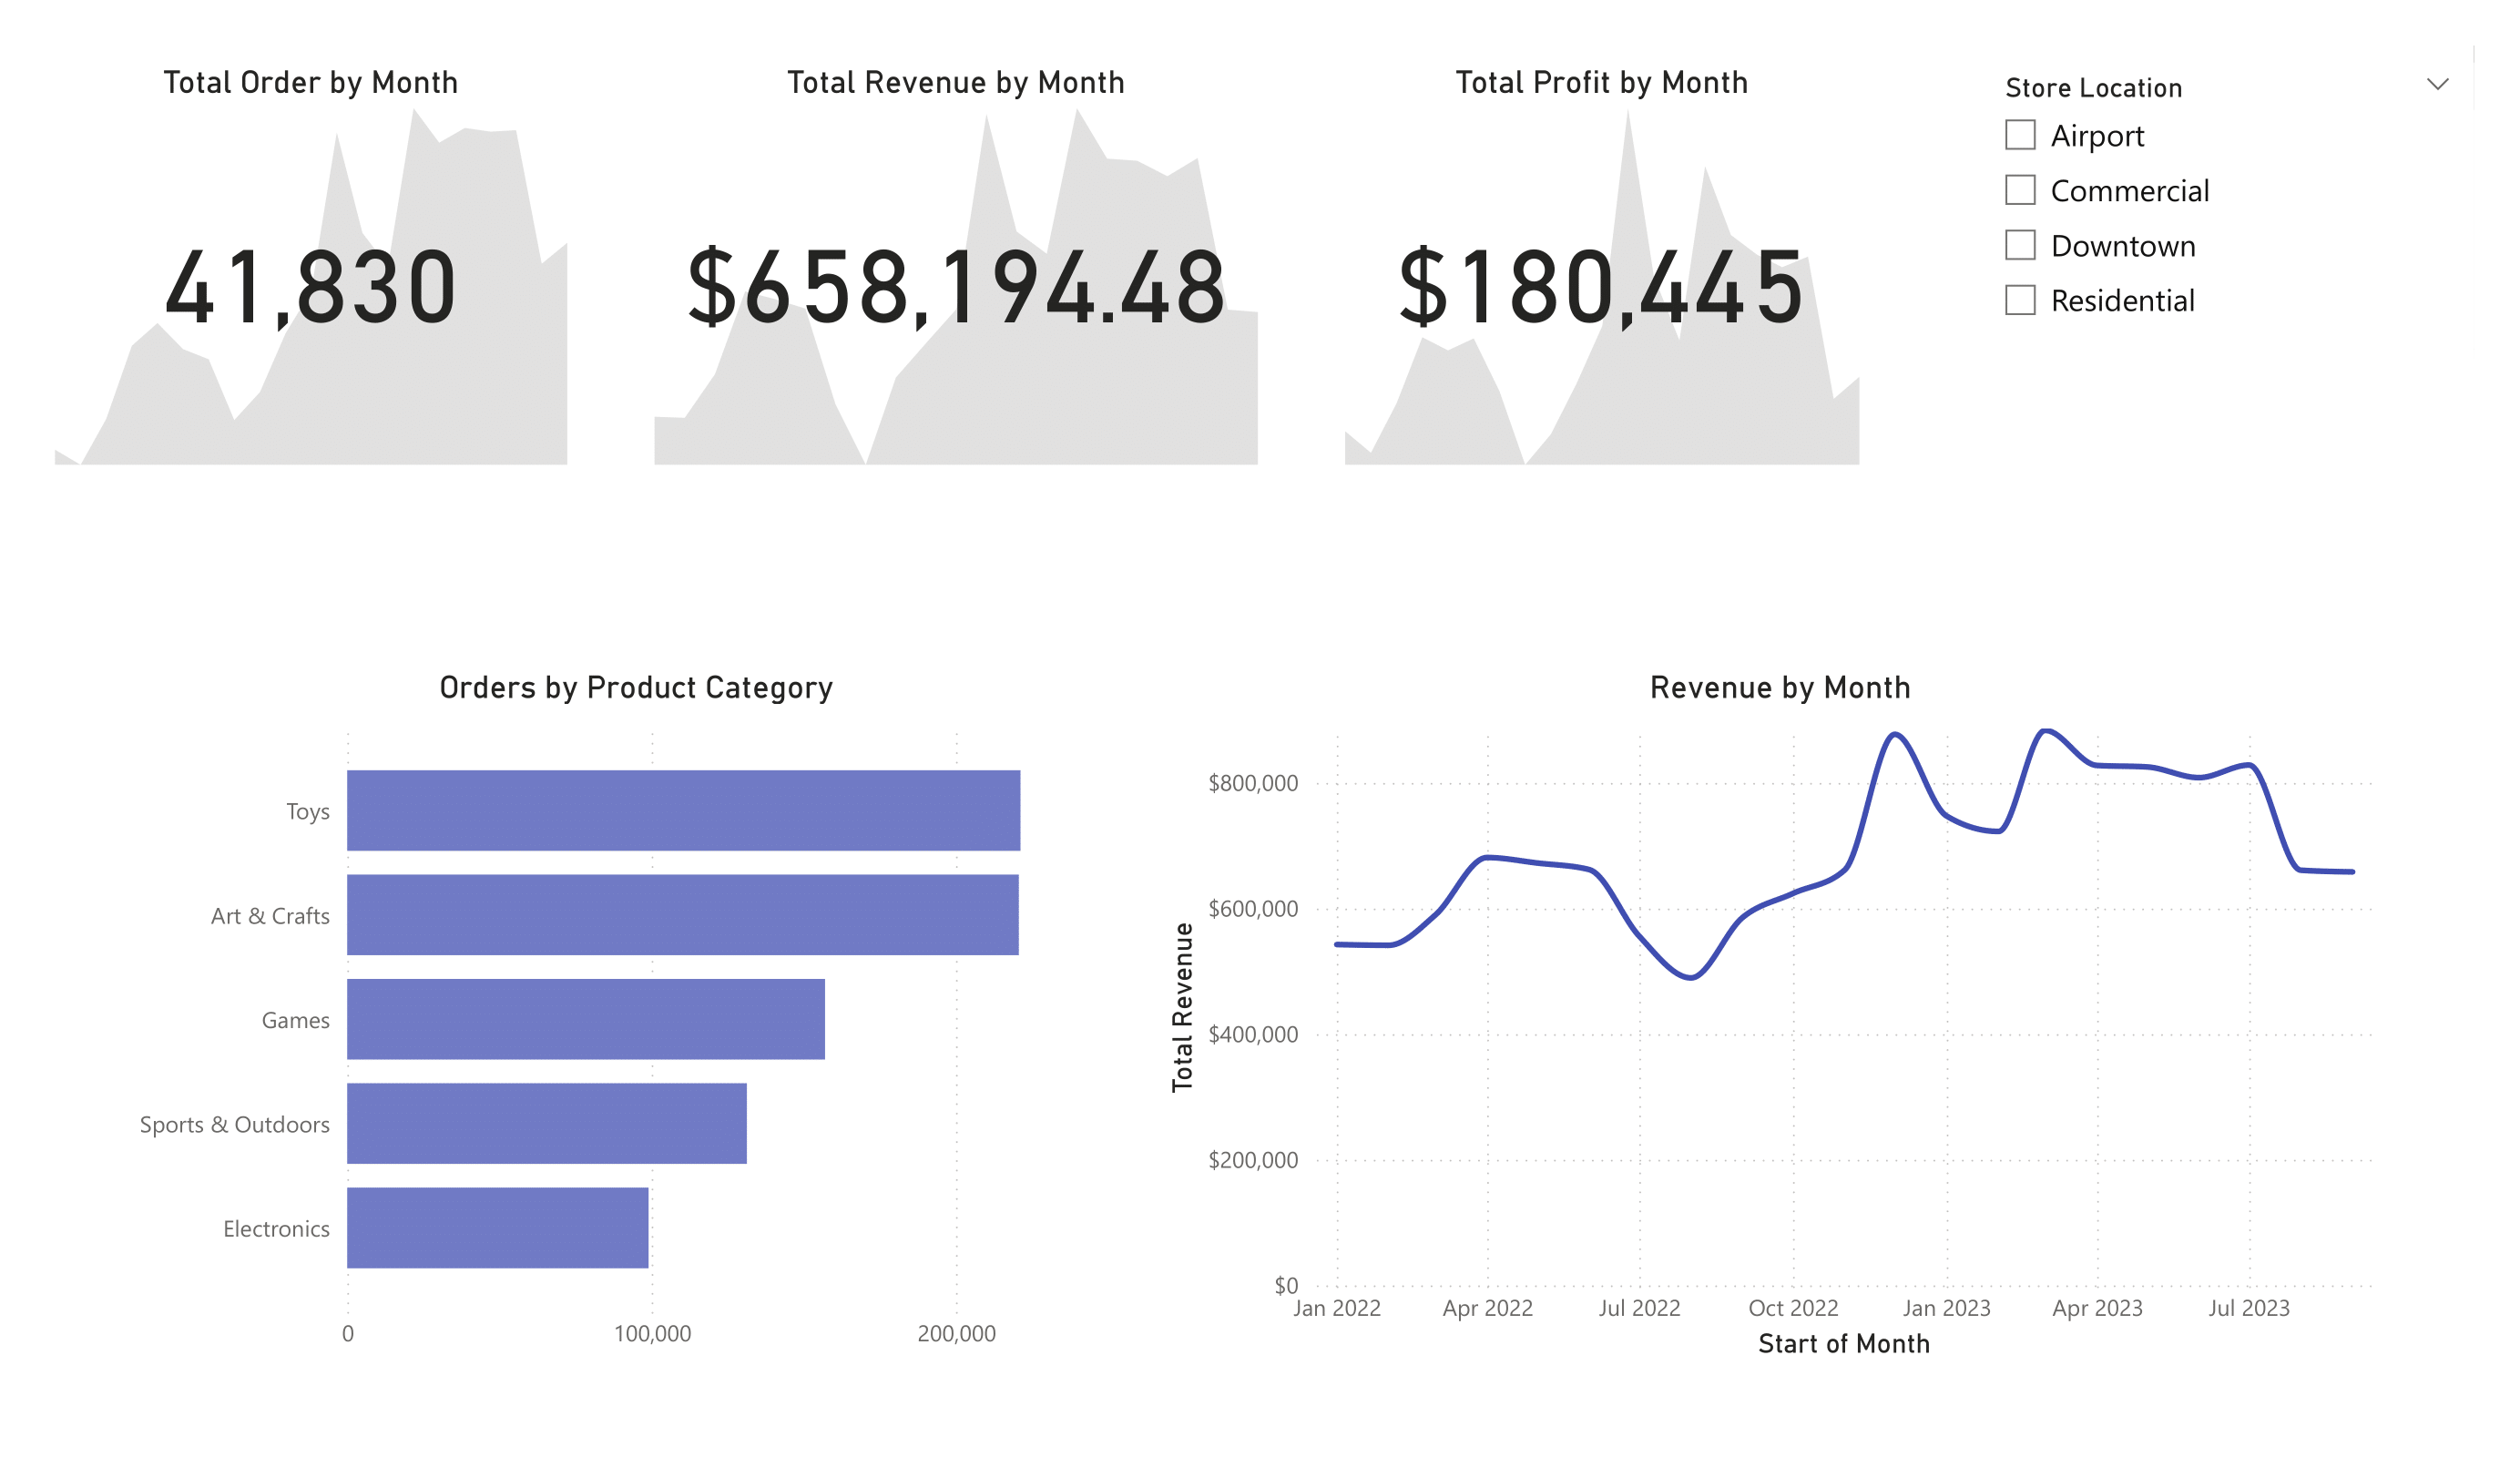 Total Order by Month
41,830
Total Revenue by Month
$658,194.48
Total Profit by Month
$180,445
Store Location
Airport
Commercial
Downtown
Residential
Orders by Product Category
Toys
Art & Crafts
Games
Sports & Outdoors
Electronics
0 100,000 200,000
Revenue by Month
Total Revenue
$800,000
$600,000
$400,000
$200,000
$0
Jan 2022 Apr 2022 Jul 2022 Oct 2022 Jan 2023 Apr 2023 Jul 2023
Start of Month